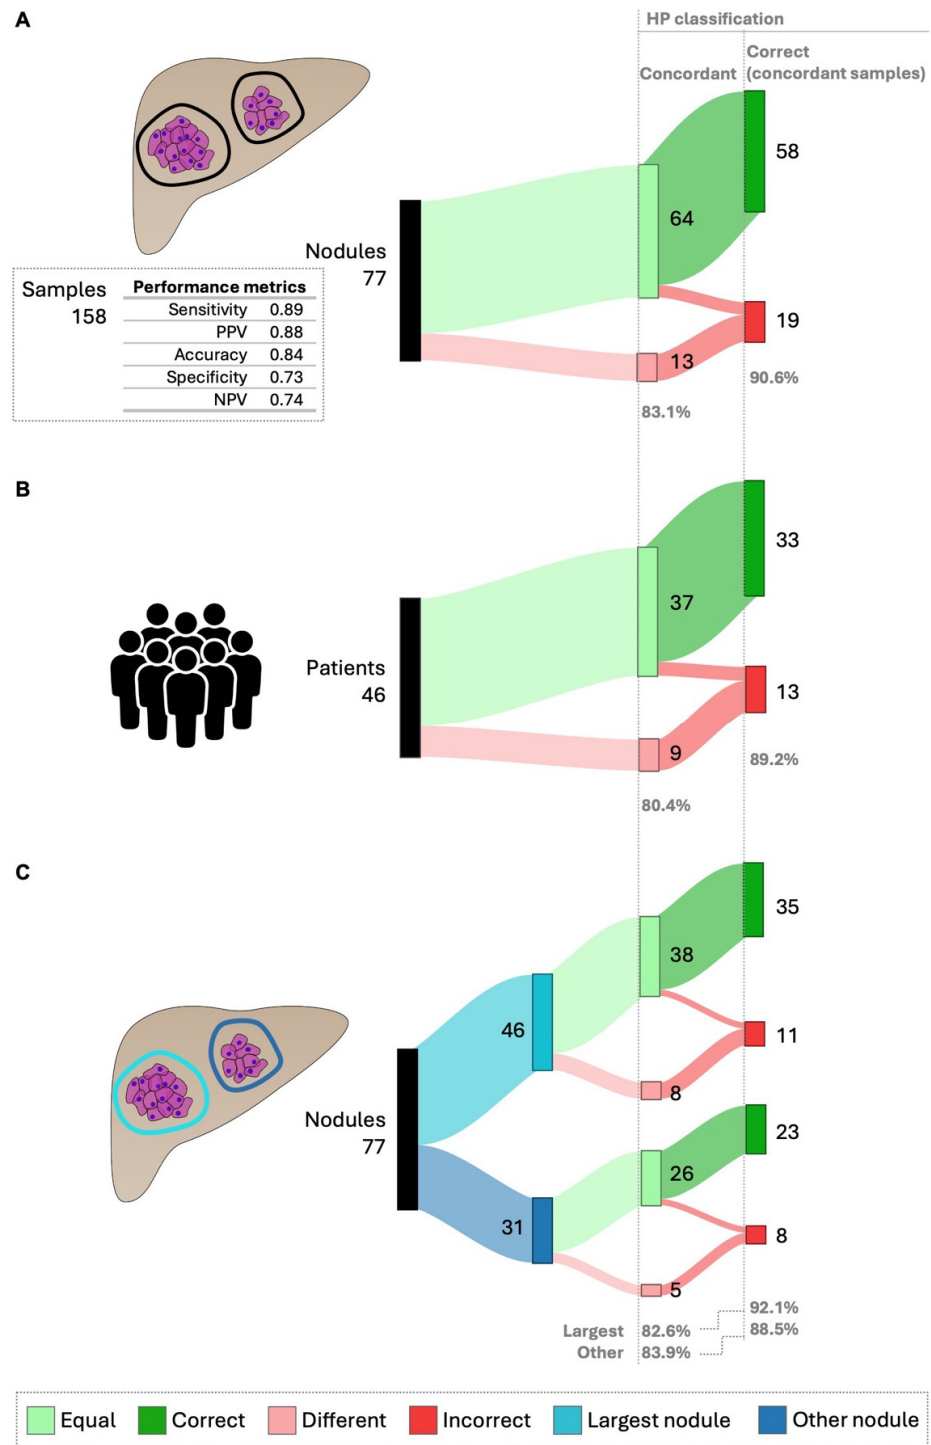 A
HP classification
Concordant
Correct
(concordant samples)
58
64
Nodules
77
19
13
90.6%
83.1%
Samples
158
Performance metrics
Sensitivity 0.89
PPV 0.88
Accuracy 0.84
Specificity 0.73
NPV 0.74
B
33
37
Patients
46
13
9
89.2%
80.4%
C
35
38
46
11
8
Nodules
77
23
26
31
8
5
92.1%
Largest 82.6%
88.5%
Other 83.9%
Equal Correct Different Incorrect Largest nodule Other nodule